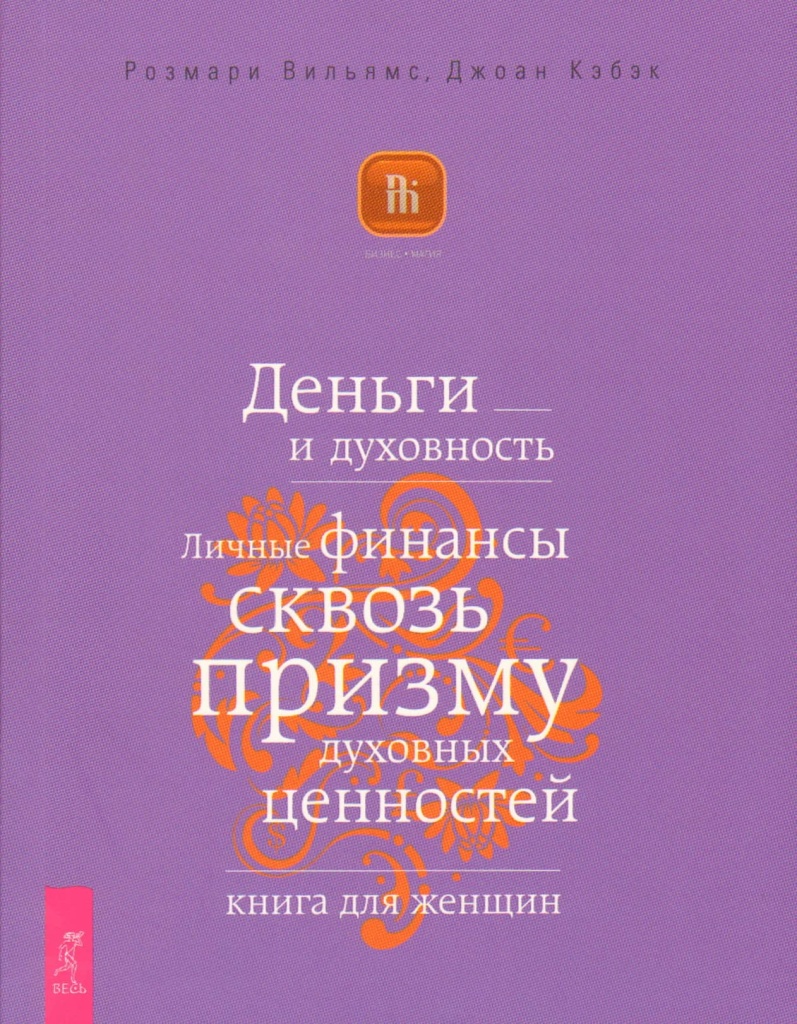 Розмари Вильямс, Джоан Кэбэк
БИЗНЕС • МАГИЯ
Деньги
и духовность
Личные финансы
сквозь
призму
духовных
ценностей
книга для женщин
ВЕСЬ